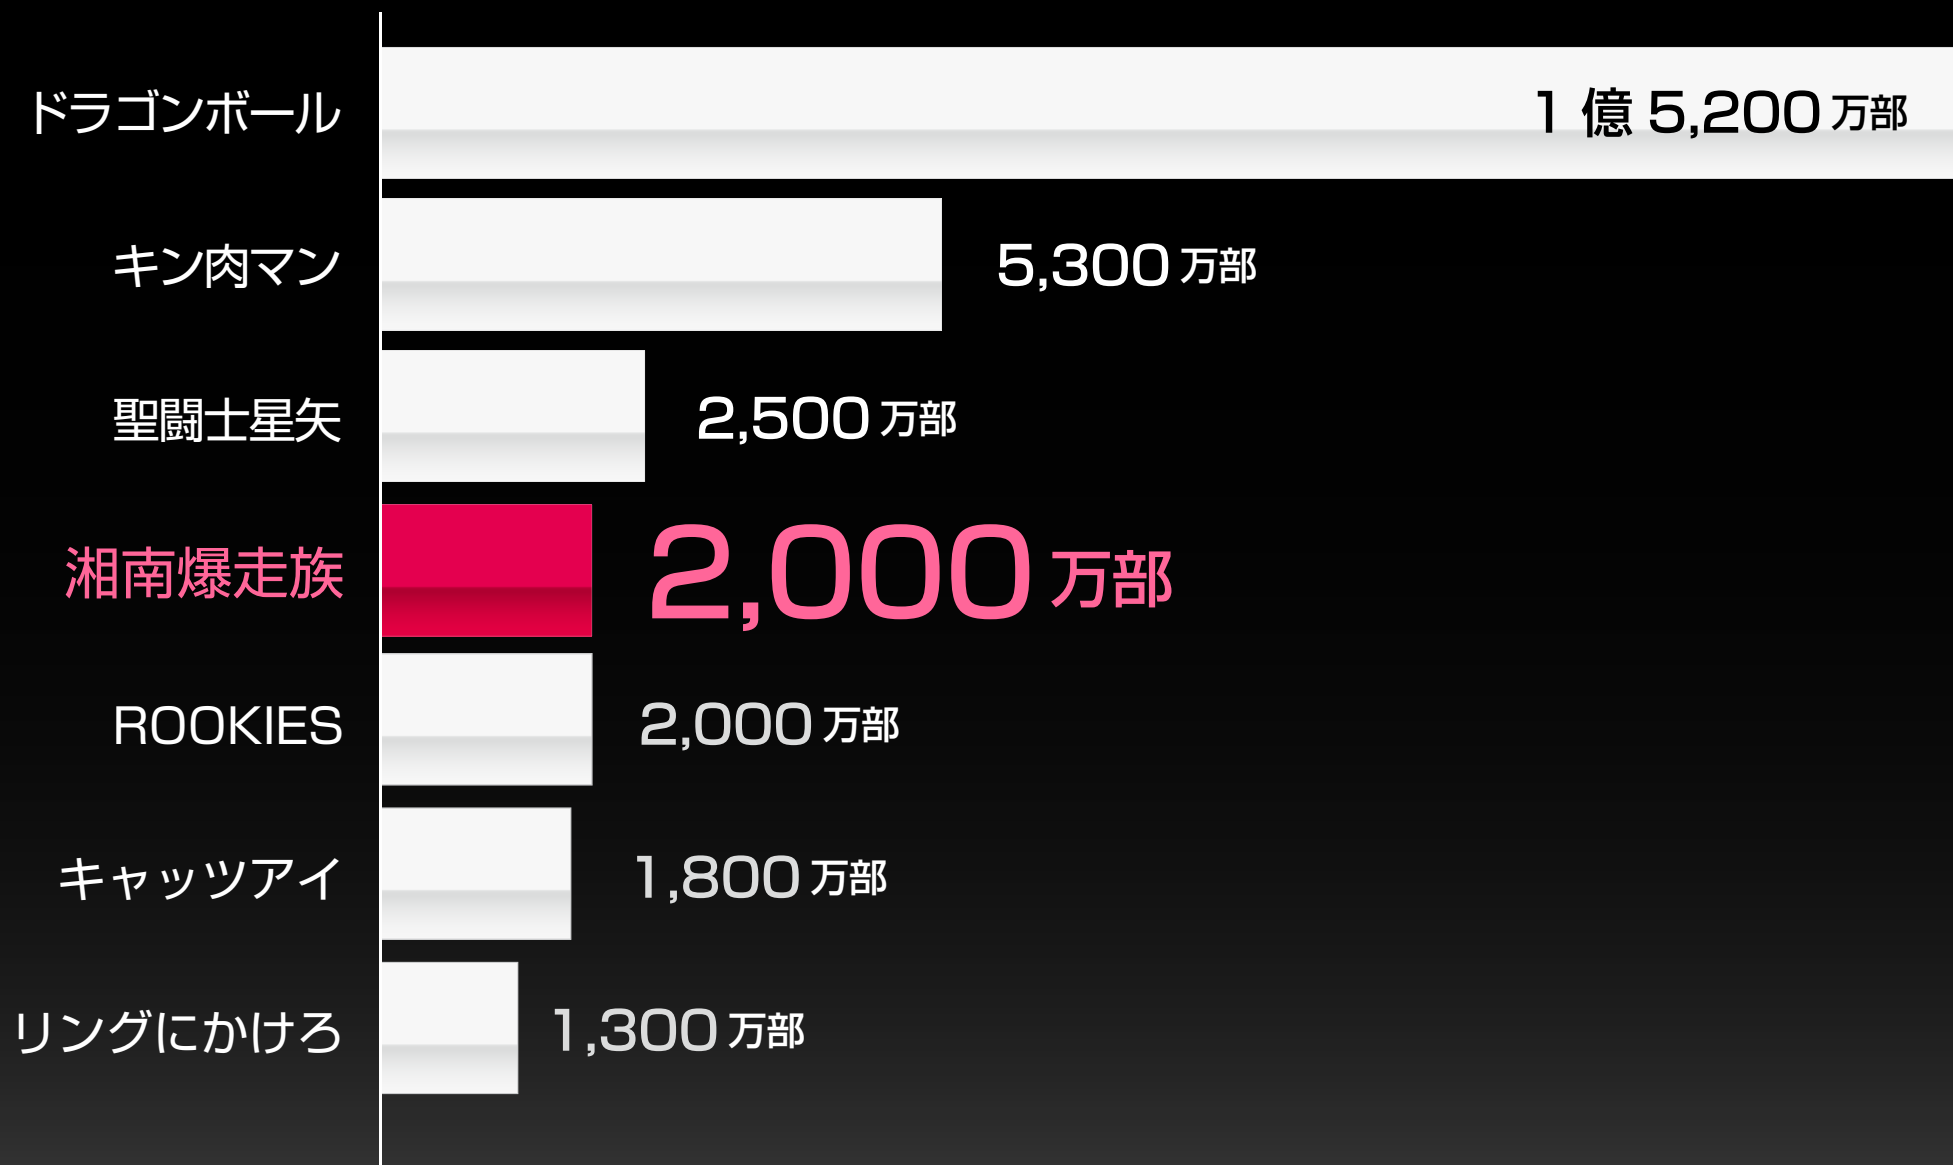 ドラゴンボール 1億5,200万部
キン肉マン 5,300万部
聖闘士星矢 2,500万部
湘南爆走族 2,000万部
ROOKIES 2,000万部
キャッツアイ 1,800万部
リングにかけろ 1,300万部